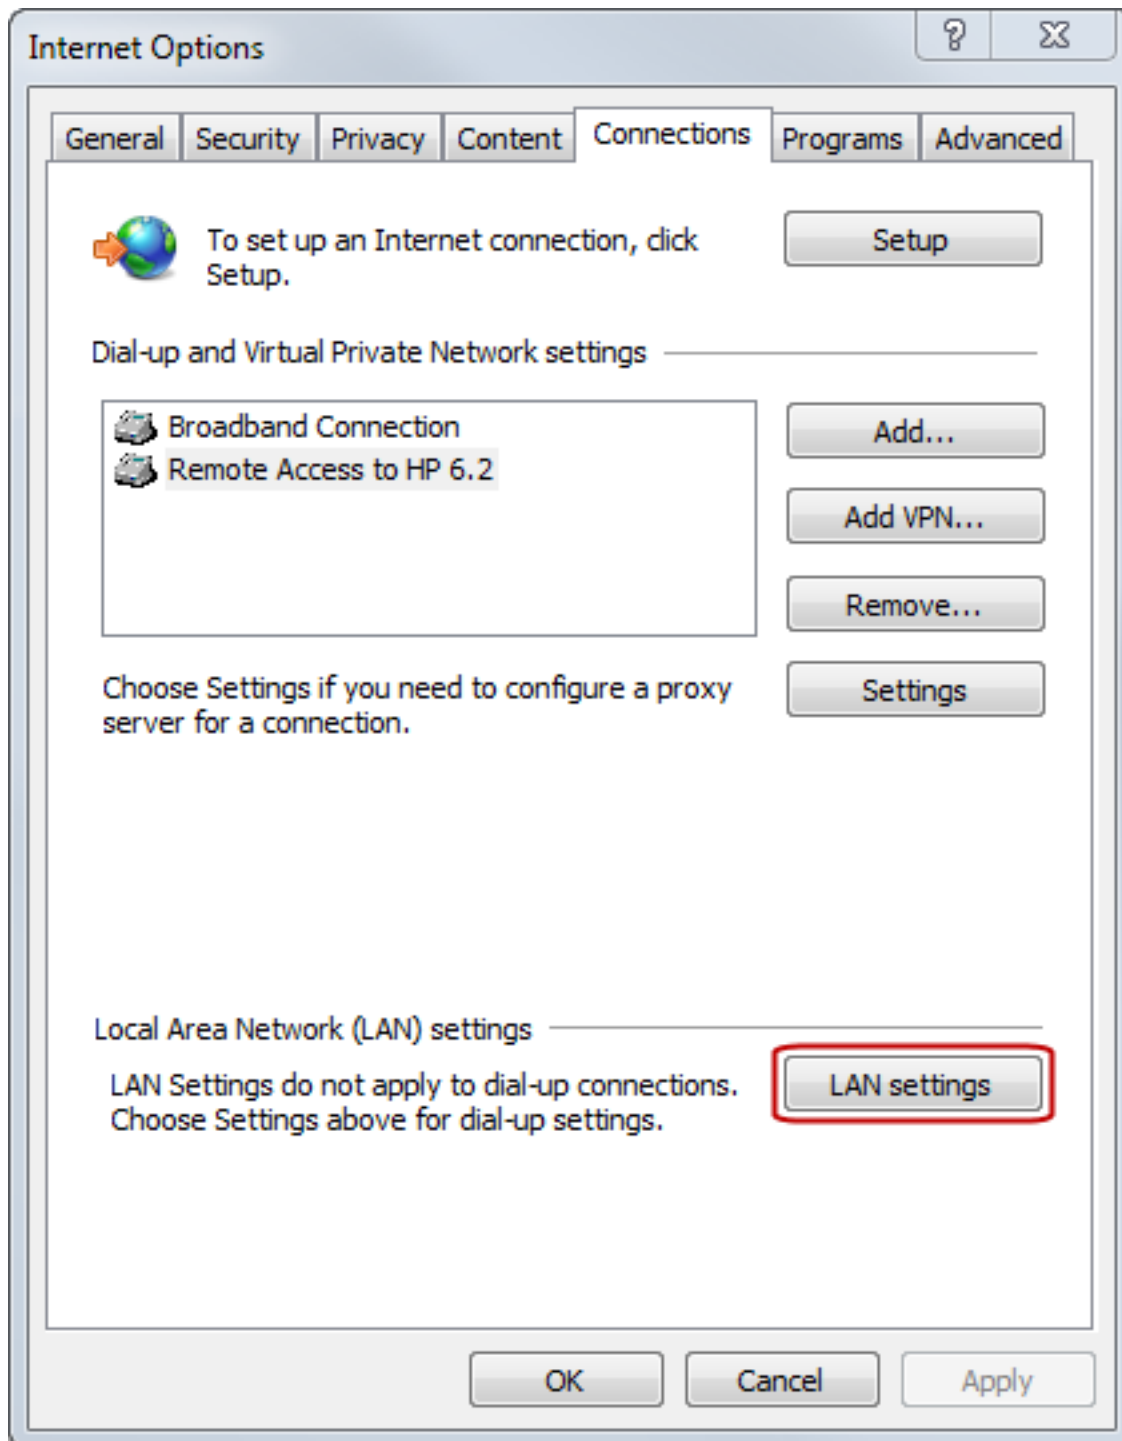 Internet Options
General Security Privacy Content Connections Programs Advanced
To set up an Internet connection, click
Setup.
Setup
Dial-up and Virtual Private Network settings
Broadband Connection
Remote Access to HP 6.2
Add...
Add VPN...
Remove...
Choose Settings if you need to configure a proxy
server for a connection.
Settings
Local Area Network (LAN) settings
LAN Settings do not apply to dial-up connections.
Choose Settings above for dial-up settings.
LAN settings
OK Cancel Apply